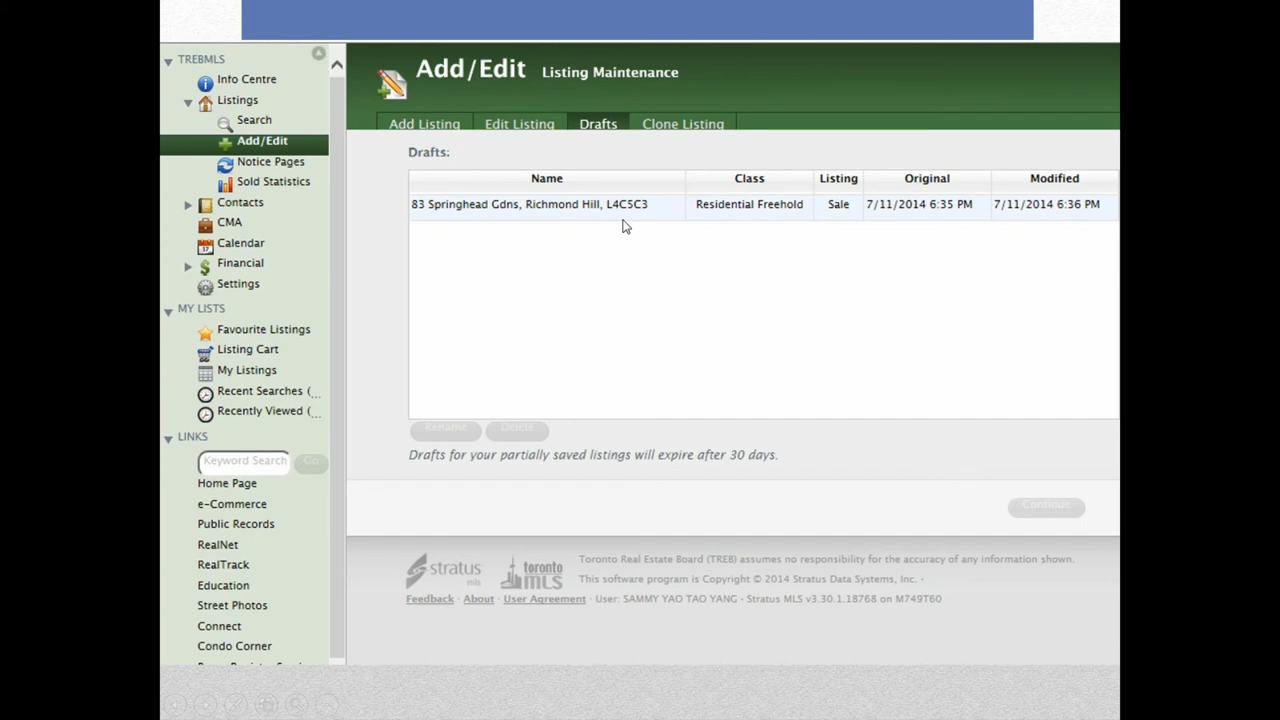 TREBMLS
Info Centre
Listings
Search
Add/Edit
Notice Pages
Sold Statistics
Contacts
CMA
Calendar
Financial
Settings
MY LISTS
Favourite Listings
Listing Cart
My Listings
Recent Searches (...
Recently Viewed (...
LINKS
Keyword Search Go
Home Page
e-Commerce
Public Records
RealNet
RealTrack
Education
Street Photos
Connect
Condo Corner
Add/Edit Listing Maintenance
Add Listing Edit Listing Drafts Clone Listing
Drafts:
Name Class Listing Original Modified
83 Springhead Gdns, Richmond Hill, L4C5C3 Residential Freehold Sale 7/11/2014 6:35 PM 7/11/2014 6:36 PM
Rename Delete
Drafts for your partially saved listings will expire after 30 days.
Continue
stratus mls toronto MLS
Toronto Real Estate Board (TREB) assumes no responsibility for the accuracy of any information shown.
This software program is Copyright © 2014 Stratus Data Systems, Inc. ·
Feedback · About · User Agreement · User: SAMMY YAO TAO YANG · Stratus MLS v3.30.1.18768 on M749T60